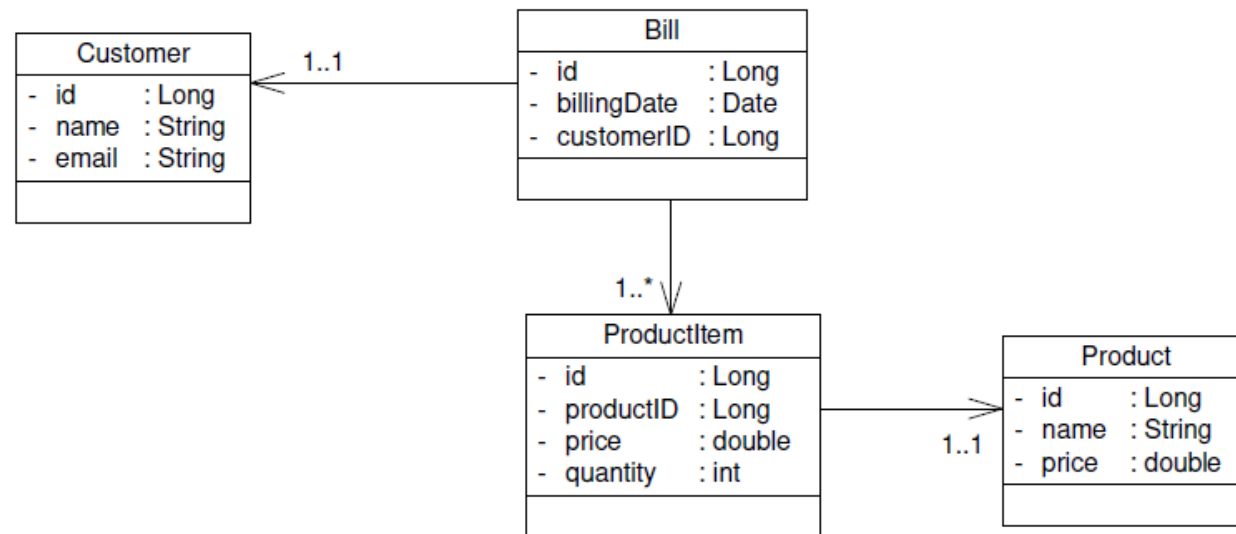 Customer
- id : Long
- name : String
- email : String
1..1
Bill
- id : Long
- billingDate : Date
- customerID : Long
1..*
ProductItem
- id : Long
- productID : Long
- price : double
- quantity : int
1..1
Product
- id : Long
- name : String
- price : double